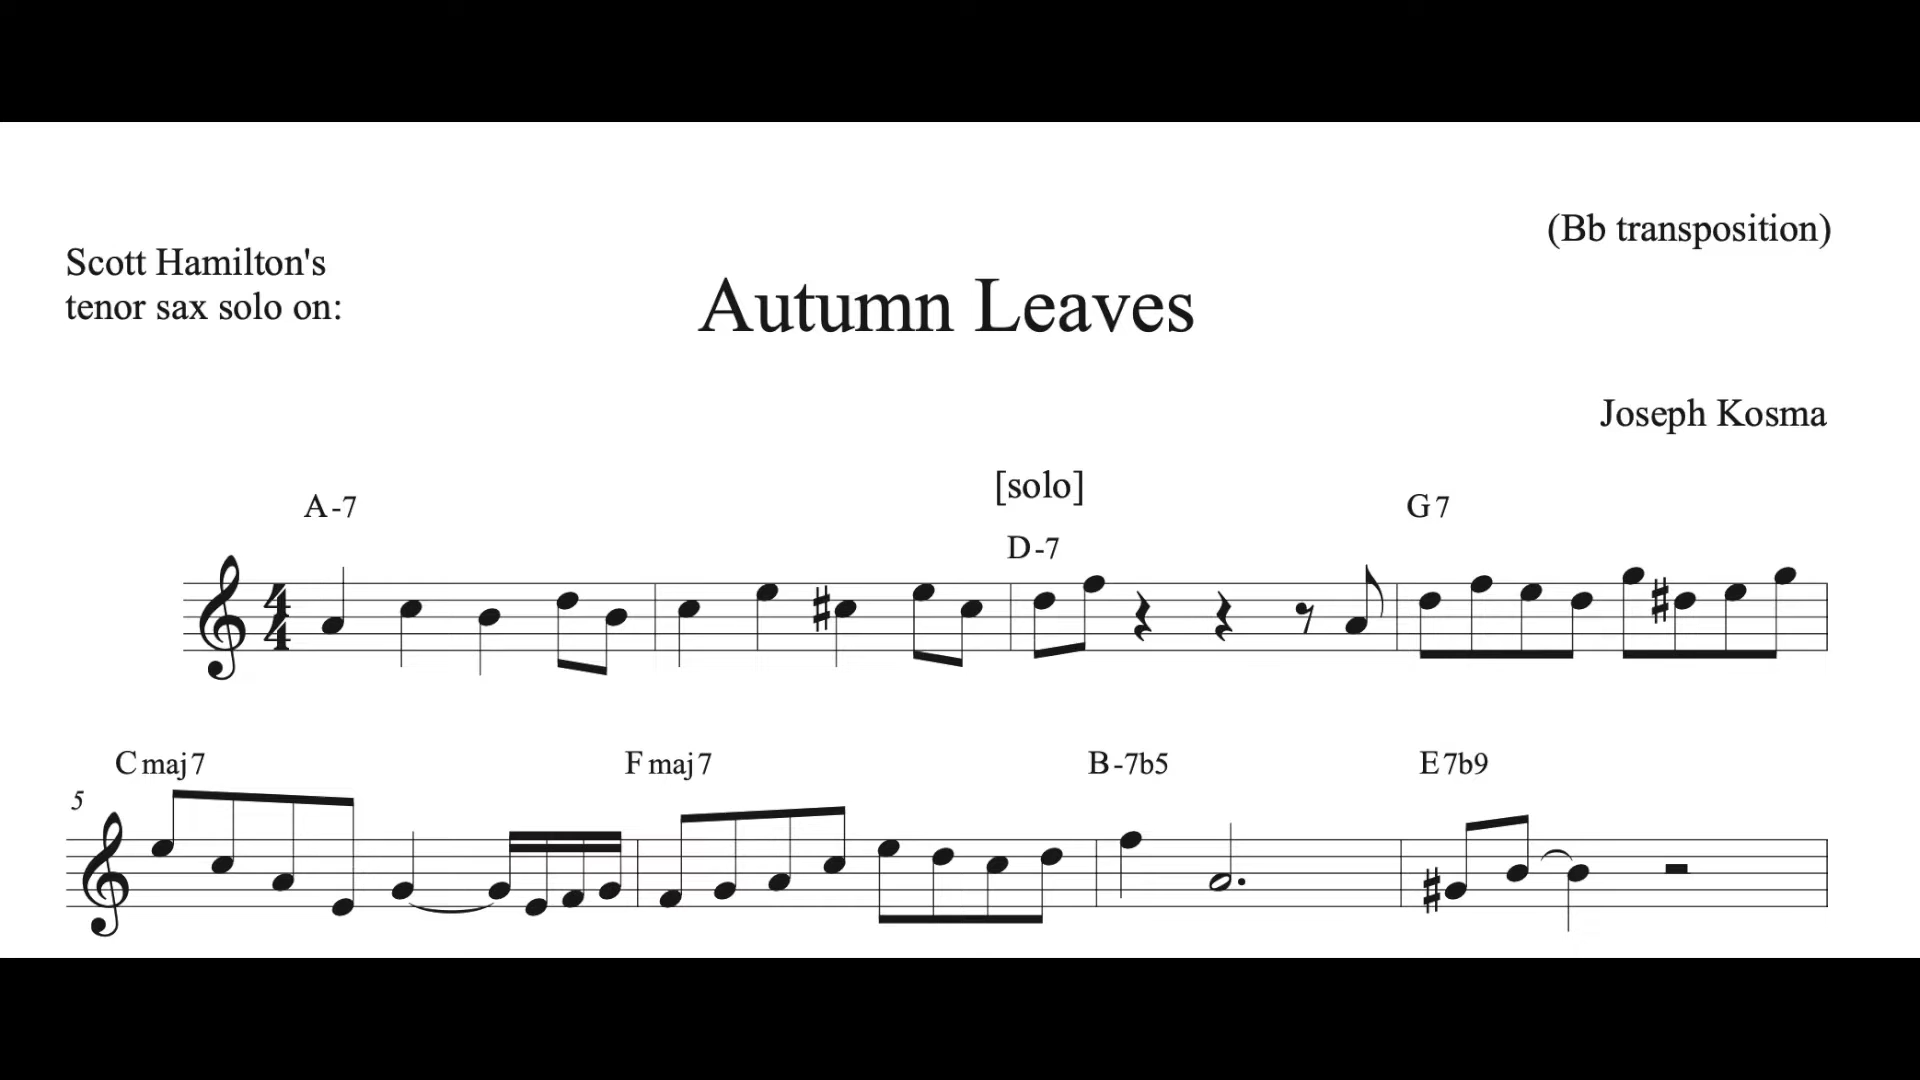 (Bb transposition)
Scott Hamilton's
tenor sax solo on:
Autumn Leaves
Joseph Kosma
[solo]
A-7 D-7 G7
4
4
Cmaj7 Fmaj7 B-7b5 E7b9
5